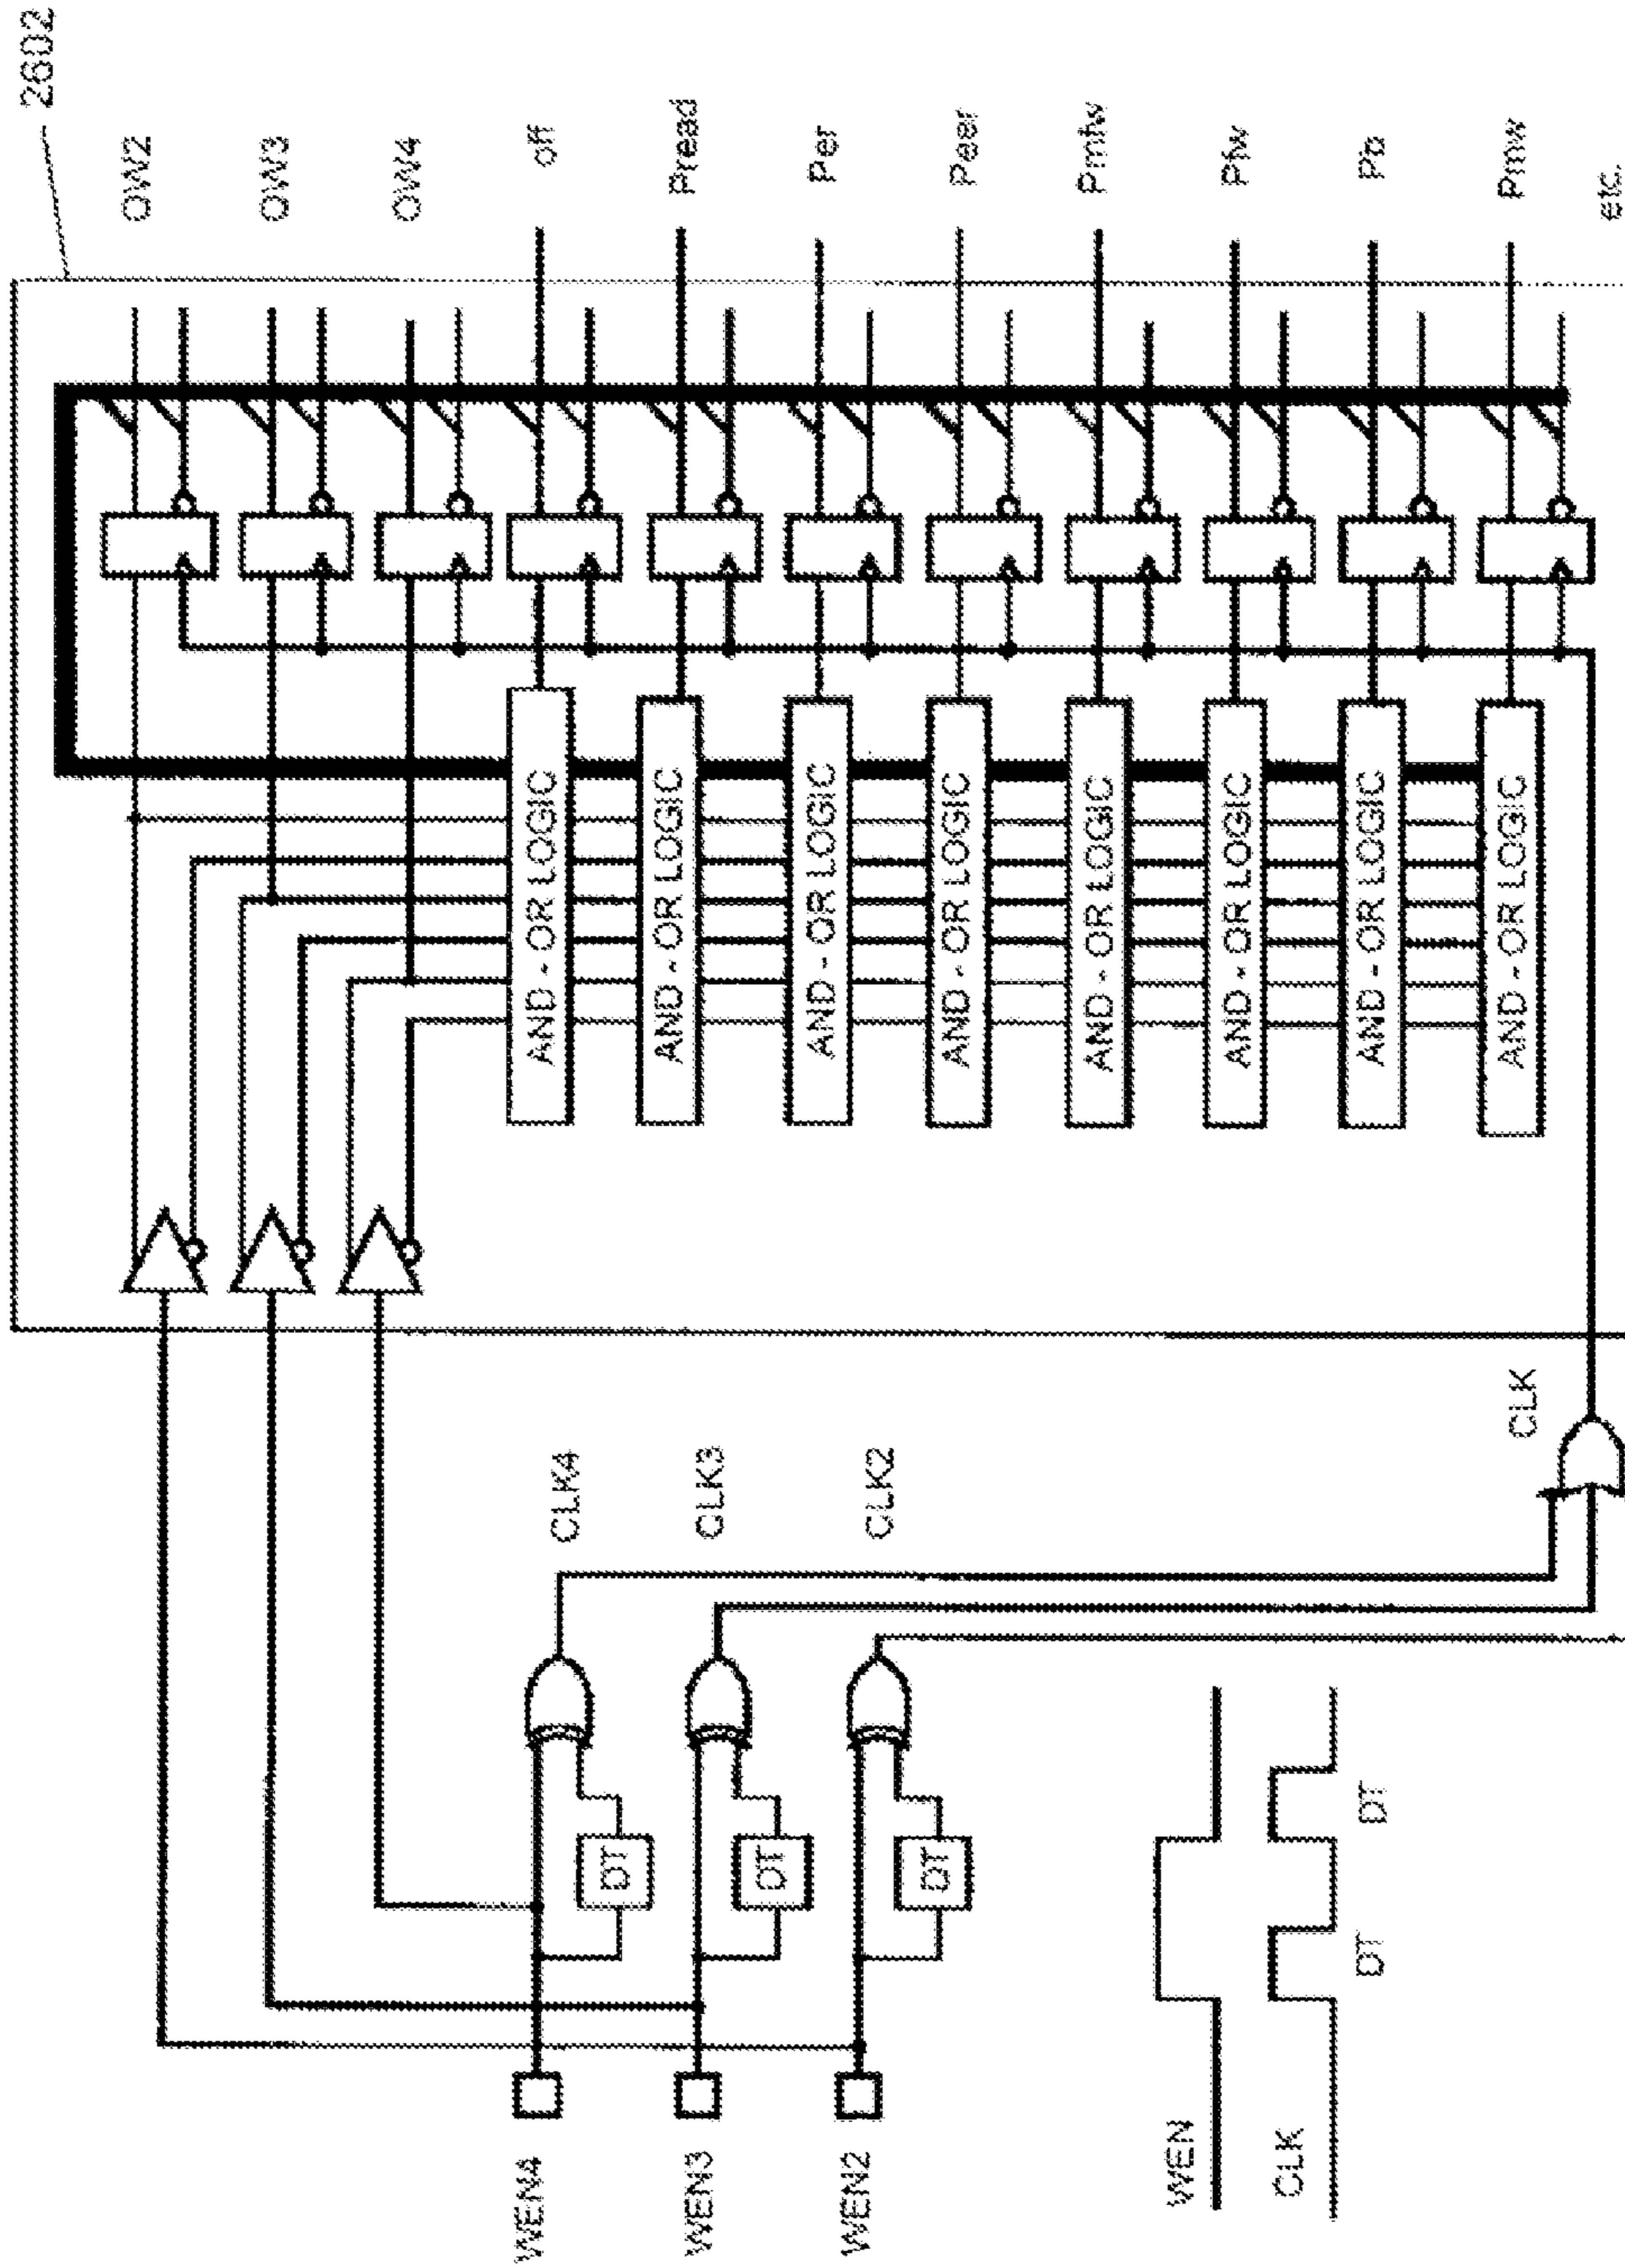 2602
OW2
OW3
OW4
off
Pread
Per
Peer
Pmfw
Pfw
Pb
Pmw
etc.
AND - OR LOGIC
AND - OR LOGIC
AND - OR LOGIC
AND - OR LOGIC
AND - OR LOGIC
AND - OR LOGIC
AND - OR LOGIC
AND - OR LOGIC
CLK4
CLK3
CLK2
CLK
DT
DT
DT
WEN4
WEN3
WEN2
WEN
CLK
DT
DT